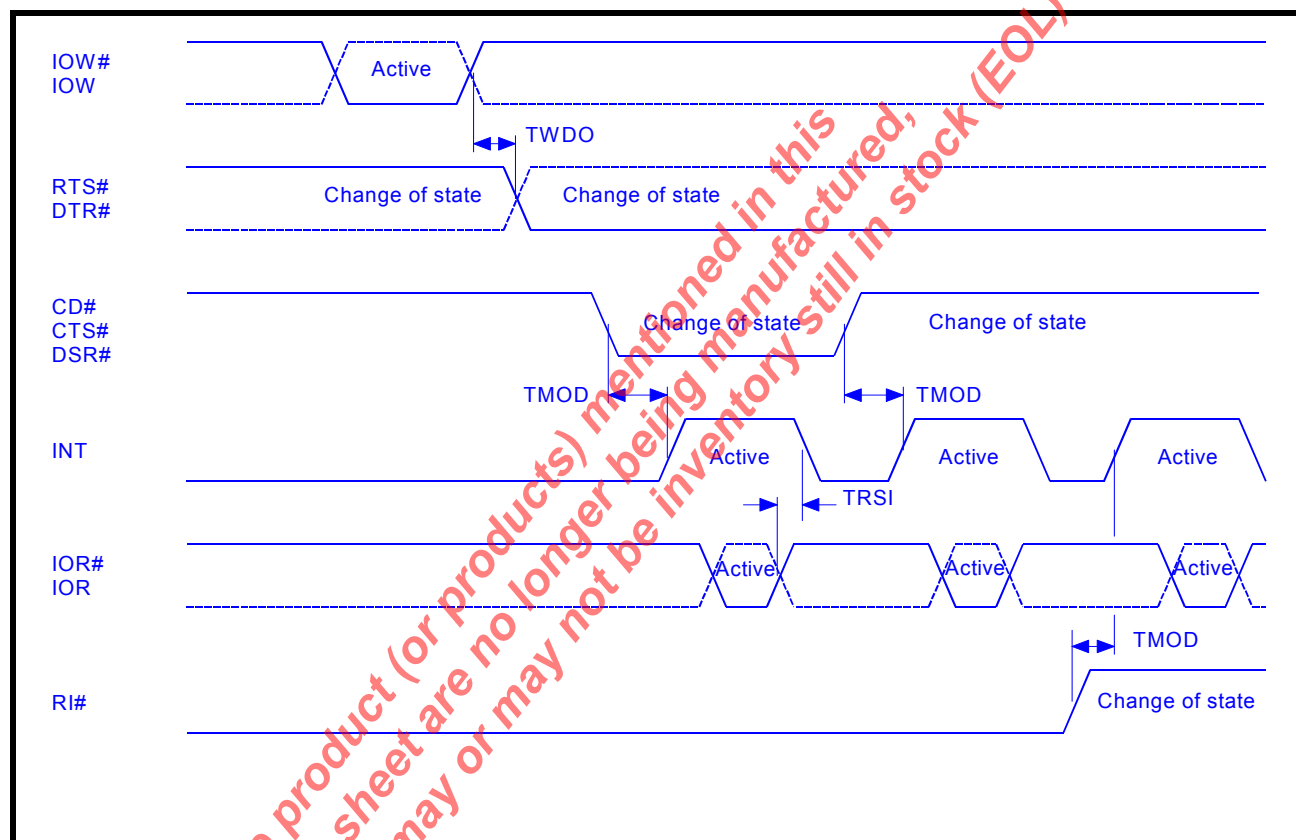 IOW#
IOW
Active
TWDO
RTS#
DTR#
Change of state
Change of state
CD#
CTS#
DSR#
Change of state
Change of state
TMOD
TMOD
INT
Active
Active
Active
TRSI
IOR#
IOR
Active
Active
Active
TMOD
RI#
Change of state
product (or products) mentioned in this
sheet are no longer being manufactured,
may or may not be inventory still in stock (EOL)